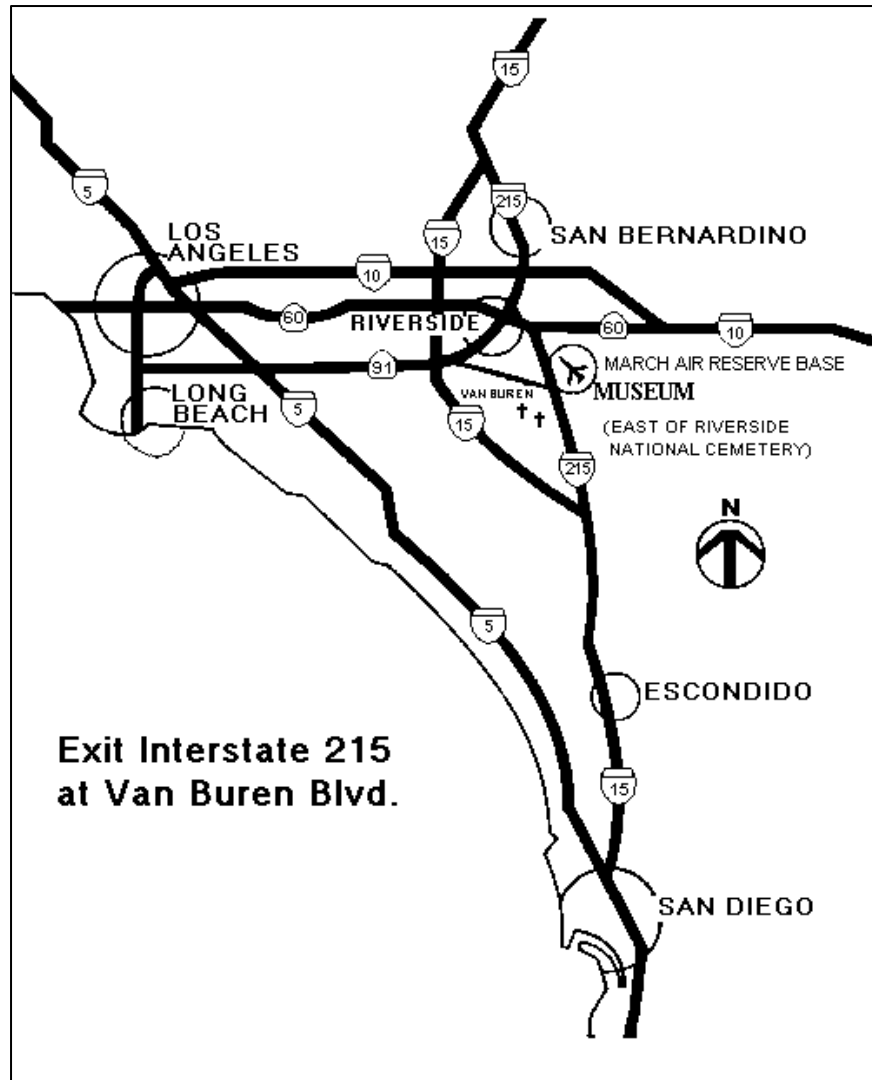 15
5
215
LOS
ANGELES
15
SAN BERNARDINO
10
60
RIVERSIDE
60
10
91
MARCH AIR RESERVE BASE
MUSEUM
LONG
BEACH
VAN BUREN
5
15
(EAST OF RIVERSIDE
NATIONAL CEMETERY)
215
N
5
ESCONDIDO
Exit Interstate 215
at Van Buren Blvd.
15
SAN DIEGO